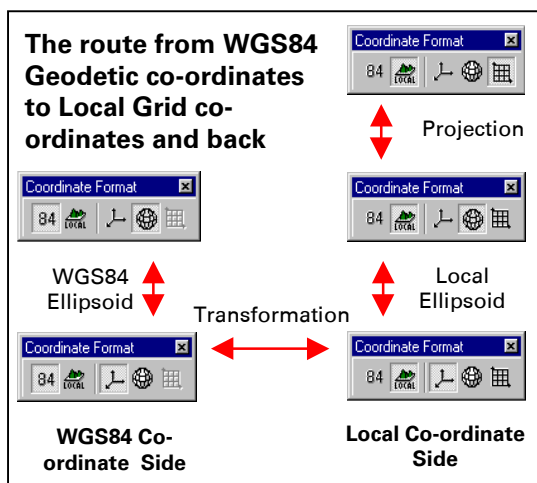 The route from WGS84
Geodetic co-ordinates
to Local Grid co-
ordinates and back
Coordinate Format
84 LOCAL
Projection
Coordinate Format
84 LOCAL
Coordinate Format
84 LOCAL
WGS84
Ellipsoid
Local
Ellipsoid
Transformation
Coordinate Format
84 LOCAL
Coordinate Format
84 LOCAL
WGS84 Co-
ordinate Side
Local Co-ordinate
Side